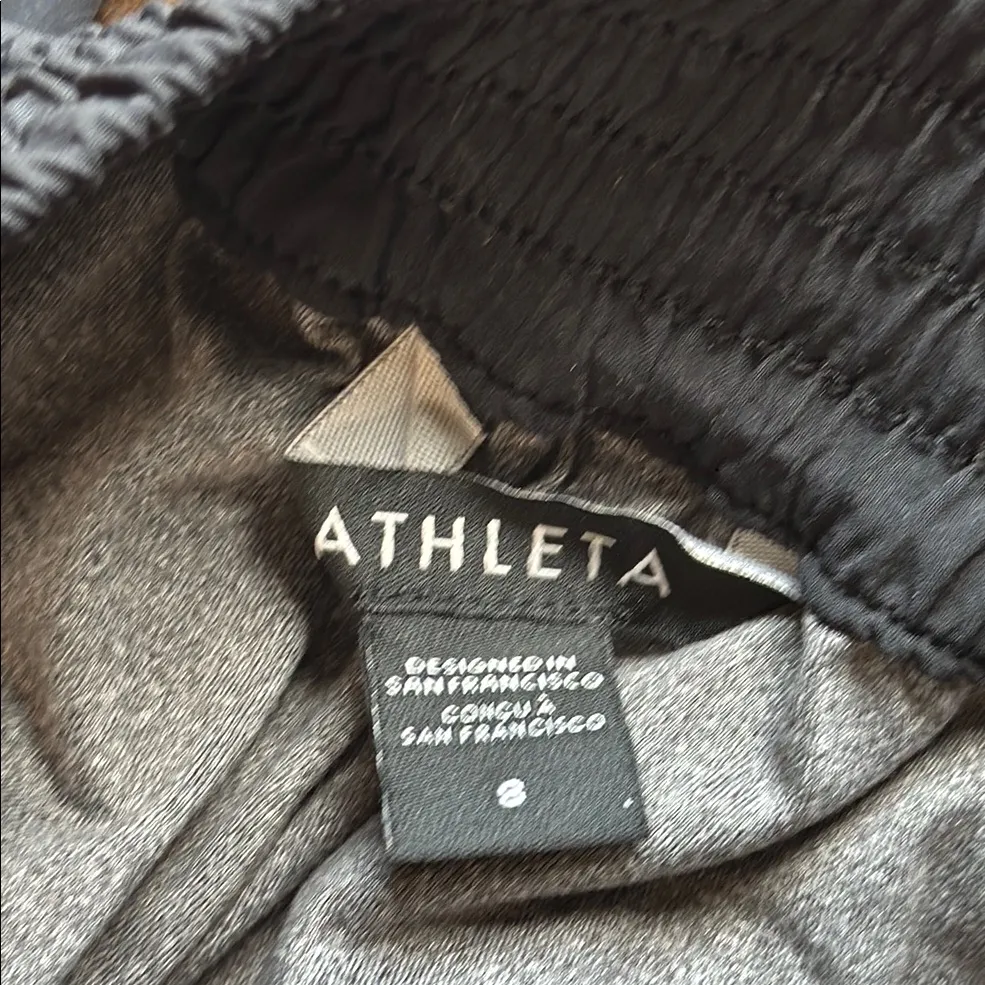 ATHLETA
DESIGNED IN
SAN FRANCISCO
CONÇU À
SAN FRANCISCO
8